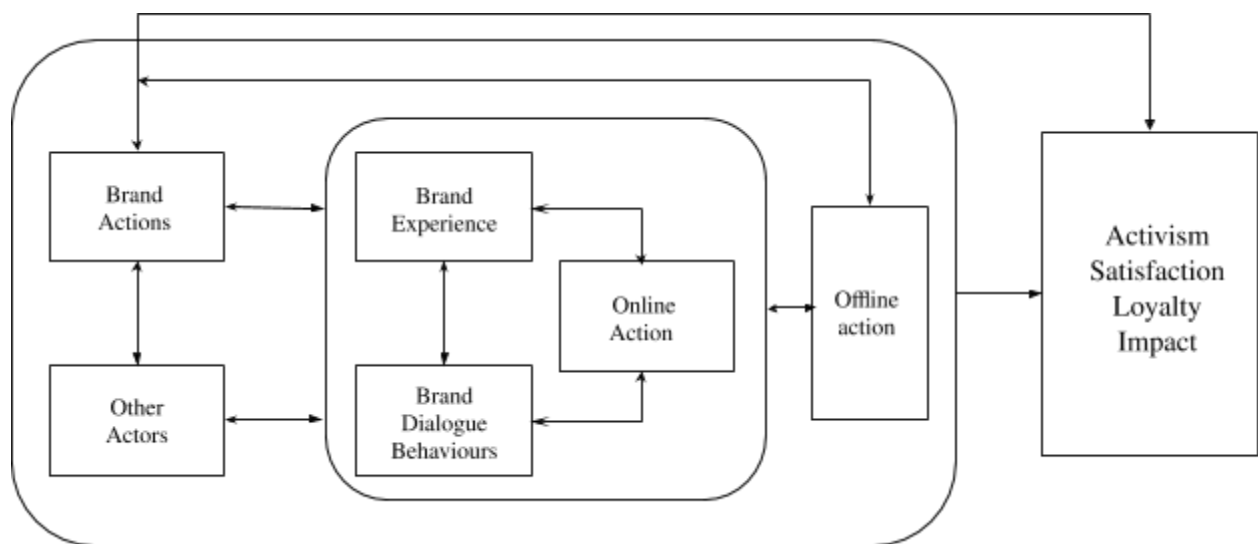 Brand
Actions
Brand
Experience
Online
Action
Offline
action
Activism
Satisfaction
Loyalty
Impact
Other
Actors
Brand
Dialogue
Behaviours